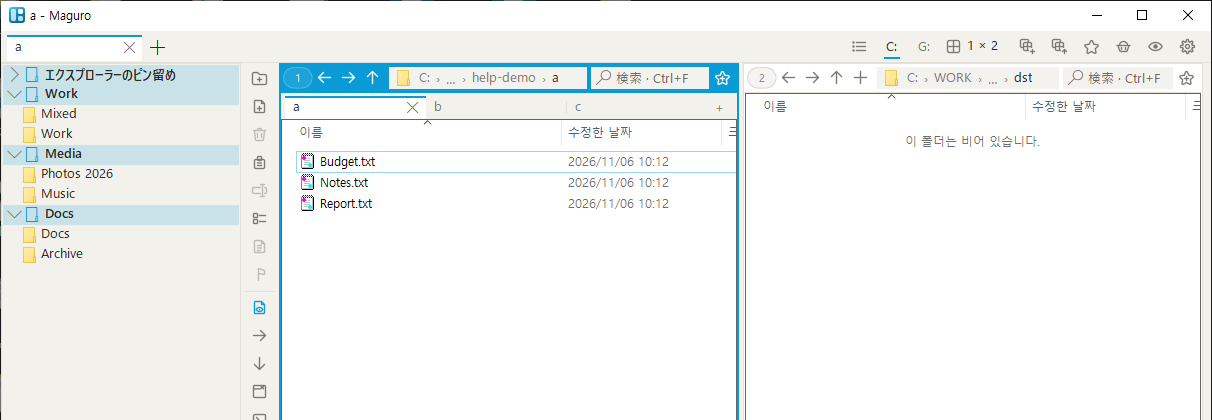 a - Maguro
a
C: G: 1 × 2
エクスプローラーのピン留め
Work
Mixed
Work
Media
Photos 2026
Music
Docs
Docs
Archive
1 C: › ... › help-demo › a 検索 · Ctrl+F
a b c +
이름 수정한 날짜
Budget.txt 2026/11/06 10:12
Notes.txt 2026/11/06 10:12
Report.txt 2026/11/06 10:12
2 C: › WORK › ... › dst 検索 · Ctrl+F
이름 수정한 날짜
이 폴더는 비어 있습니다.